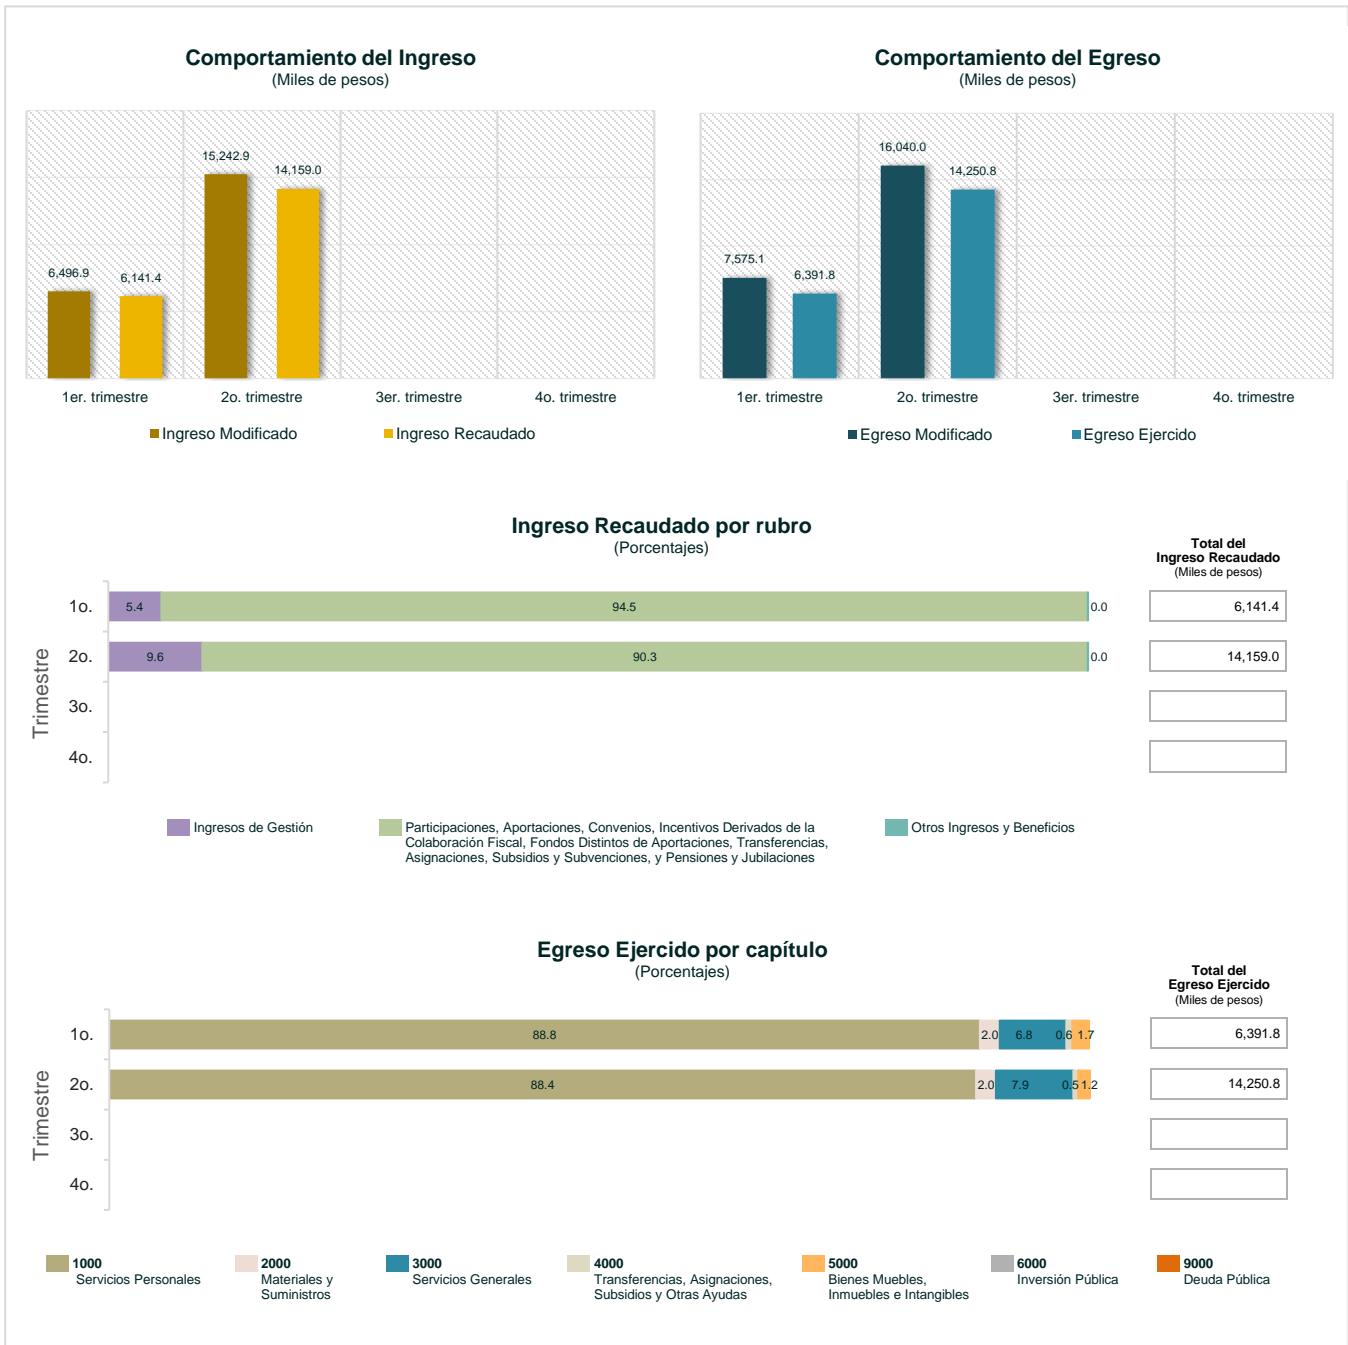 Comportamiento del Ingreso
(Miles de pesos)
15,242.9
14,159.0
6,496.9
6,141.4
1er. trimestre
2o. trimestre
3er. trimestre
4o. trimestre
Ingreso Modificado
Ingreso Recaudado
Comportamiento del Egreso
(Miles de pesos)
16,040.0
14,250.8
7,575.1
6,391.8
1er. trimestre
2o. trimestre
3er. trimestre
4o. trimestre
Egreso Modificado
Egreso Ejercido
Ingreso Recaudado por rubro
(Porcentajes)
Total del
Ingreso Recaudado
(Miles de pesos)
Trimestre
1o.
5.4
94.5
0.0
6,141.4
2o.
9.6
90.3
0.0
14,159.0
3o.
4o.
Ingresos de Gestión
Participaciones, Aportaciones, Convenios, Incentivos Derivados de la
Colaboración Fiscal, Fondos Distintos de Aportaciones, Transferencias,
Asignaciones, Subsidios y Subvenciones, y Pensiones y Jubilaciones
Otros Ingresos y Beneficios
Egreso Ejercido por capítulo
(Porcentajes)
Total del
Egreso Ejercido
(Miles de pesos)
Trimestre
1o.
88.8
2.0
6.8
0.6
1.7
6,391.8
2o.
88.4
2.0
7.9
0.5
1.2
14,250.8
3o.
4o.
1000
Servicios Personales
2000
Materiales y
Suministros
3000
Servicios Generales
4000
Transferencias, Asignaciones,
Subsidios y Otras Ayudas
5000
Bienes Muebles,
Inmuebles e Intangibles
6000
Inversión Pública
9000
Deuda Pública